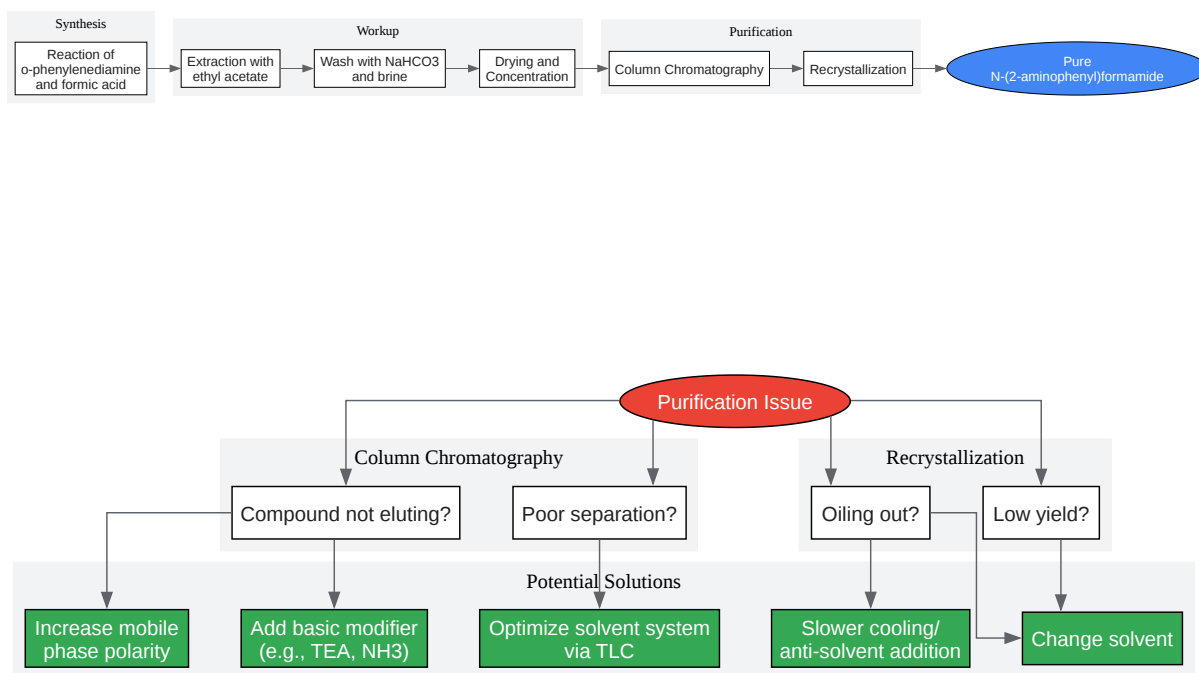 Synthesis
Reaction of
o-phenylenediamine
and formic acid
Workup
Extraction with
ethyl acetate
Wash with NaHCO3
and brine
Drying and
Concentration
Purification
Column Chromatography
Recrystallization
Pure
N-(2-aminophenyl)formamide
Purification Issue
Column Chromatography
Recrystallization
Compound not eluting?
Poor separation?
Oiling out?
Low yield?
Potential Solutions
Increase mobile
phase polarity
Add basic modifier
(e.g., TEA, NH3)
Optimize solvent system
via TLC
Slower cooling/
anti-solvent addition
Change solvent